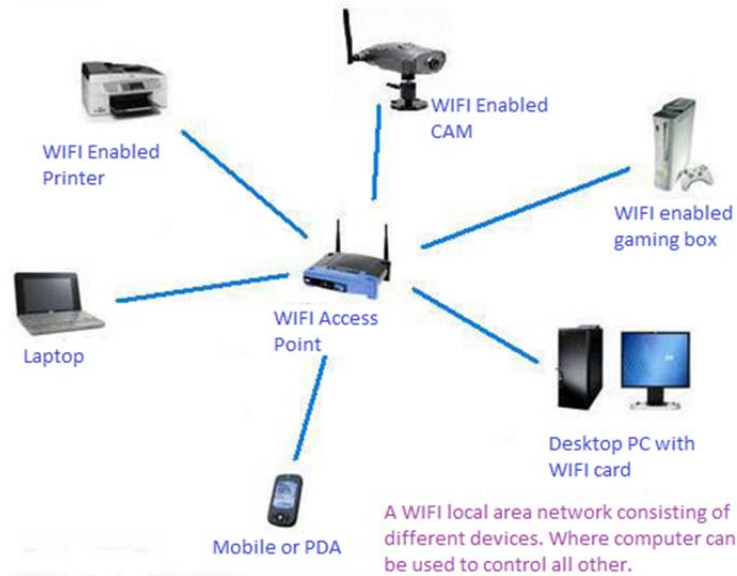 WIFI Enabled
CAM
WIFI Enabled
Printer
WIFI enabled
gaming box
WIFI Access
Point
Laptop
Desktop PC with
WIFI card
Mobile or PDA
A WIFI local area network consisting of
different devices. Where computer can
be used to control all other.